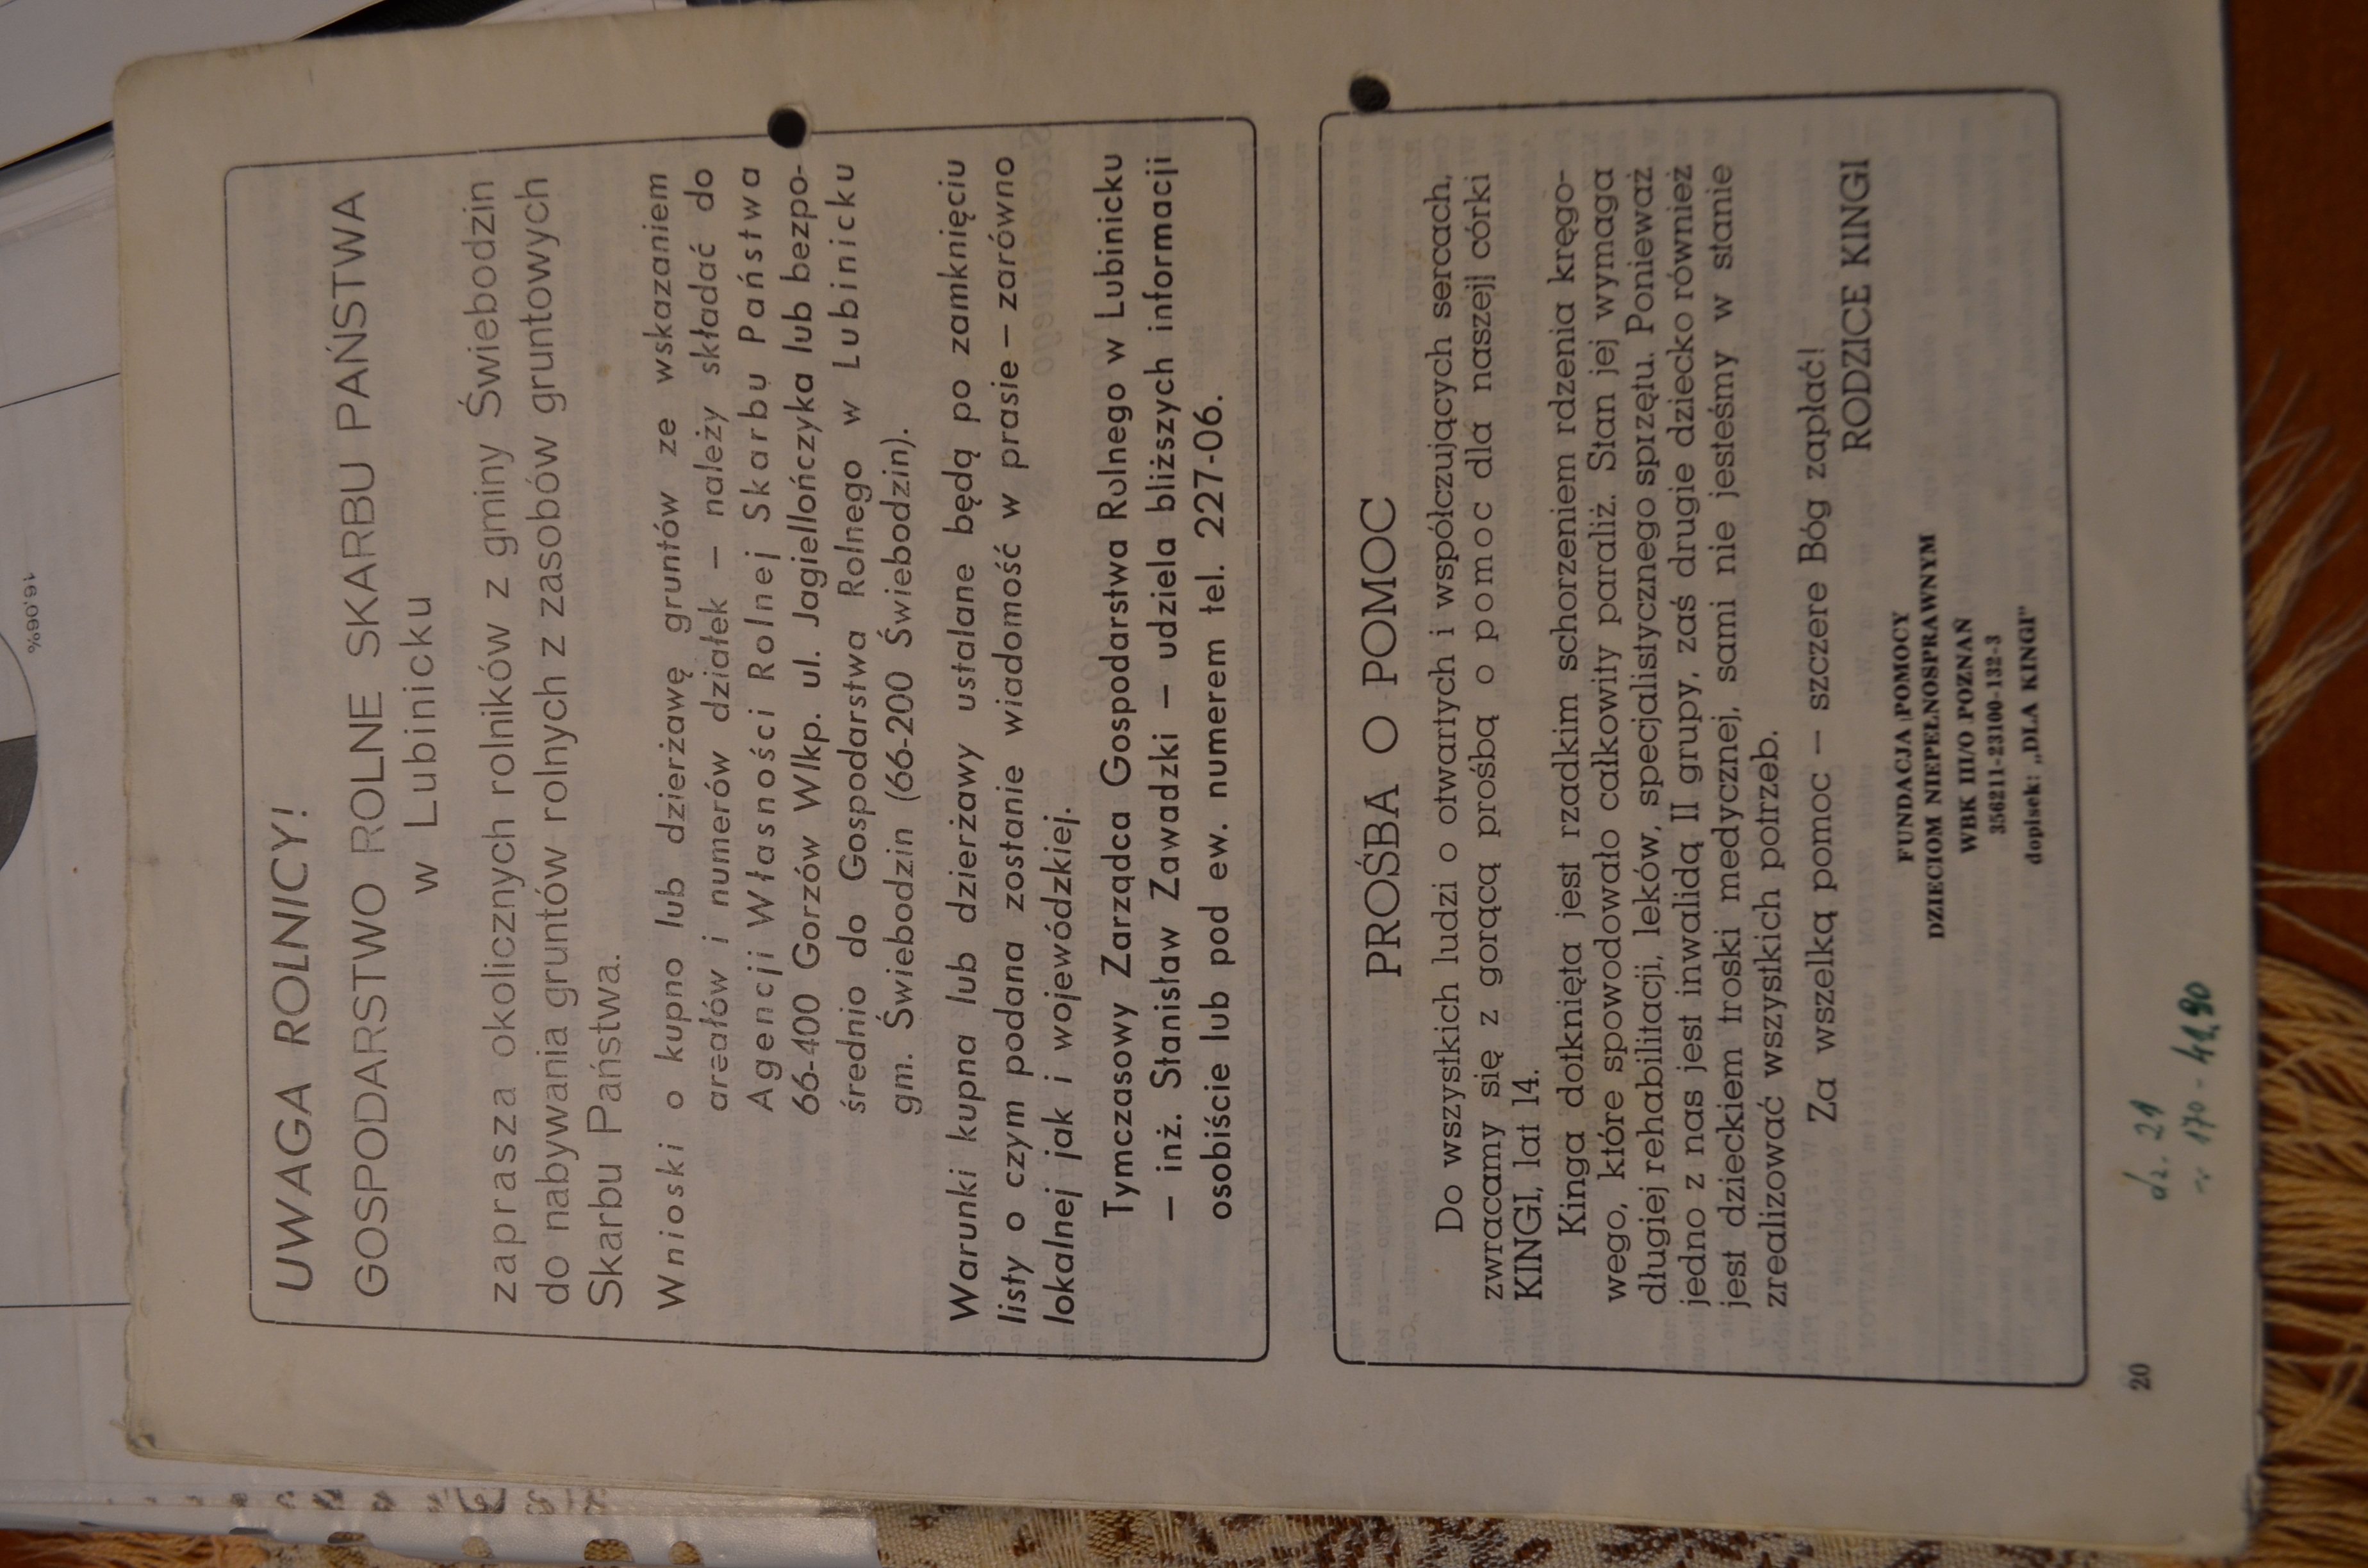 UWAGA ROLNICY!
GOSPODARSTWO ROLNE SKARBU PAŃSTWA
w Lubinicku
zaprasza okolicznych rolników z gminy Świebodzin
do nabywania gruntów rolnych z zasobów gruntowych
Skarbu Państwa.
Wnioski o kupno lub dzierżawę gruntów ze wskazaniem
areałów i numerów działek — należy składać do
Agencji Własności Rolnej Skarbu Państwa
66-400 Gorzów Wlkp. ul. Jagiellończyka lub bezpo-
średnio do Gospodarstwa Rolnego w Lubinicku
gm. Świebodzin (66-200 Świebodzin).
Warunki kupna lub dzierżawy ustalane będą po zamknięciu
listy o czym podana zostanie wiadomość w prasie — zarówno
lokalnej jak i wojewódzkiej.
Tymczasowy Zarządca Gospodarstwa Rolnego w Lubinicku
— inż. Stanisław Zawadzki — udziela bliższych informacji
osobiście lub pod ew. numerem tel. 227-06.
PROŚBA O POMOC
Do wszystkich ludzi o otwartych i współczujących sercach,
zwracamy się z gorącą prośbą o pomoc dla naszej| córki
KINGI, lat 14.
Kinga dotknięta jest rzadkim schorzeniem rdzenia kręgo-
wego, które spowodowało całkowity paraliż. Stan jej wymaga
długiej rehabilitacji, leków, specjalistycznego sprzętu. Ponieważ
jedno z nas jest inwalidą II grupy, zaś drugie dziecko również
jest dzieckiem troski medycznej, sami nie jesteśmy w stanie
zrealizować wszystkich potrzeb.
Za wszelką pomoc — szczere Bóg zapłać!
RODZICE KINGI
FUNDACJA POMOCY
DZIECIOM NIEPEŁNOSPRAWNYM
WBK III/O POZNAŃ
356211-23100-132-3
dopisek: „DLA KINGI"
dz. 21
170 - 41,90
20
16.06%